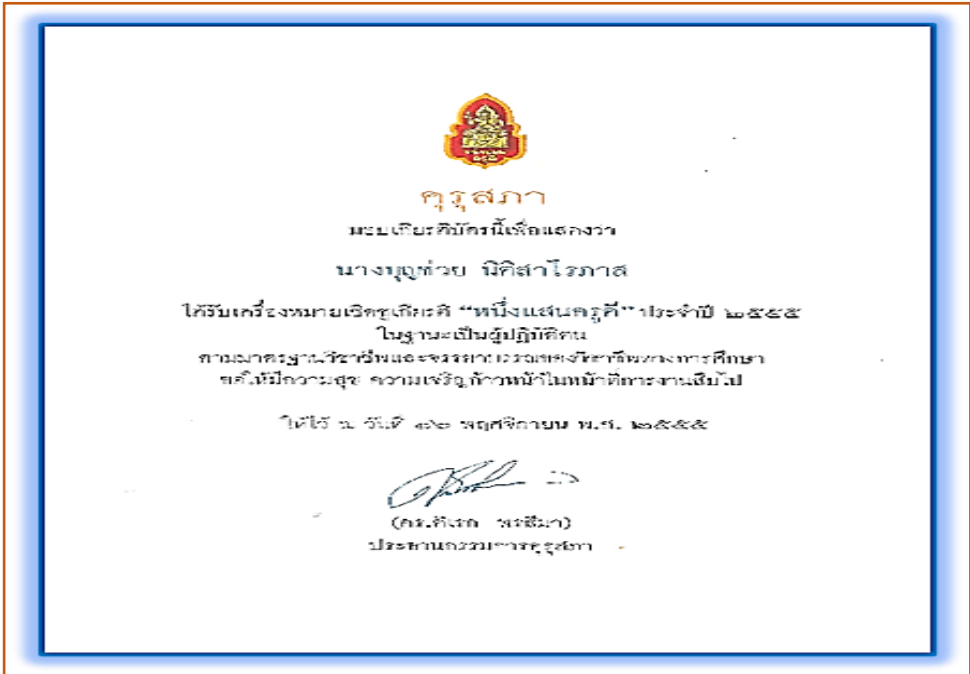 คุรุสภา
มอบเกียรติบัตรนี้เพื่อแสดงว่า
นางบุญช่วย นิติสาโรภาส
ได้รับเครื่องหมายเชิดชูเกียรติ “หนึ่งแสนครูดี” ประจำปี ๒๕๕๕
ในฐานะเป็นผู้ปฏิบัติตน
ตามมาตรฐานวิชาชีพและจรรยาบรรณของวิชาชีพทางการศึกษา
ขอให้มีความสุข ความเจริญก้าวหน้าในหน้าที่การงานสืบไป
ให้ไว้ ณ วันที่ พฤศจิกายน พ.ศ. ๒๕๕๕
(ดร.ดิเรก พรสีมา)
ประธานกรรมการคุรุสภา